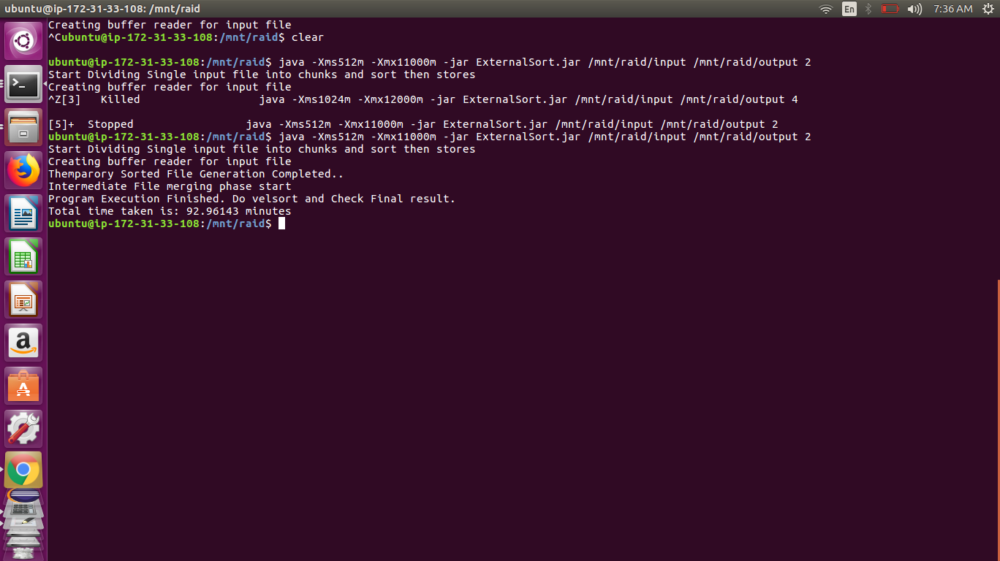 ubuntu@ip-172-31-33-108: /mnt/raid
En
7:36 AM
Creating buffer reader for input file
^Cubuntu@ip-172-31-33-108:/mnt/raid$ clear
ubuntu@ip-172-31-33-108:/mnt/raid$ java -Xms512m -Xmx11000m -jar ExternalSort.jar /mnt/raid/input /mnt/raid/output 2
Start Dividing Single input file into chunks and sort then stores
Creating buffer reader for input file
^Z[3]   Killed                  java -Xms1024m -Xmx12000m -jar ExternalSort.jar /mnt/raid/input /mnt/raid/output 4
[5]+  Stopped                 java -Xms512m -Xmx11000m -jar ExternalSort.jar /mnt/raid/input /mnt/raid/output 2
ubuntu@ip-172-31-33-108:/mnt/raid$ java -Xms512m -Xmx11000m -jar ExternalSort.jar /mnt/raid/input /mnt/raid/output 2
Start Dividing Single input file into chunks and sort then stores
Creating buffer reader for input file
Themparory Sorted File Generation Completed..
Intermediate File merging phase start
Program Execution Finished. Do velsort and Check Final result.
Total time taken is: 92.96143 minutes
ubuntu@ip-172-31-33-108:/mnt/raid$